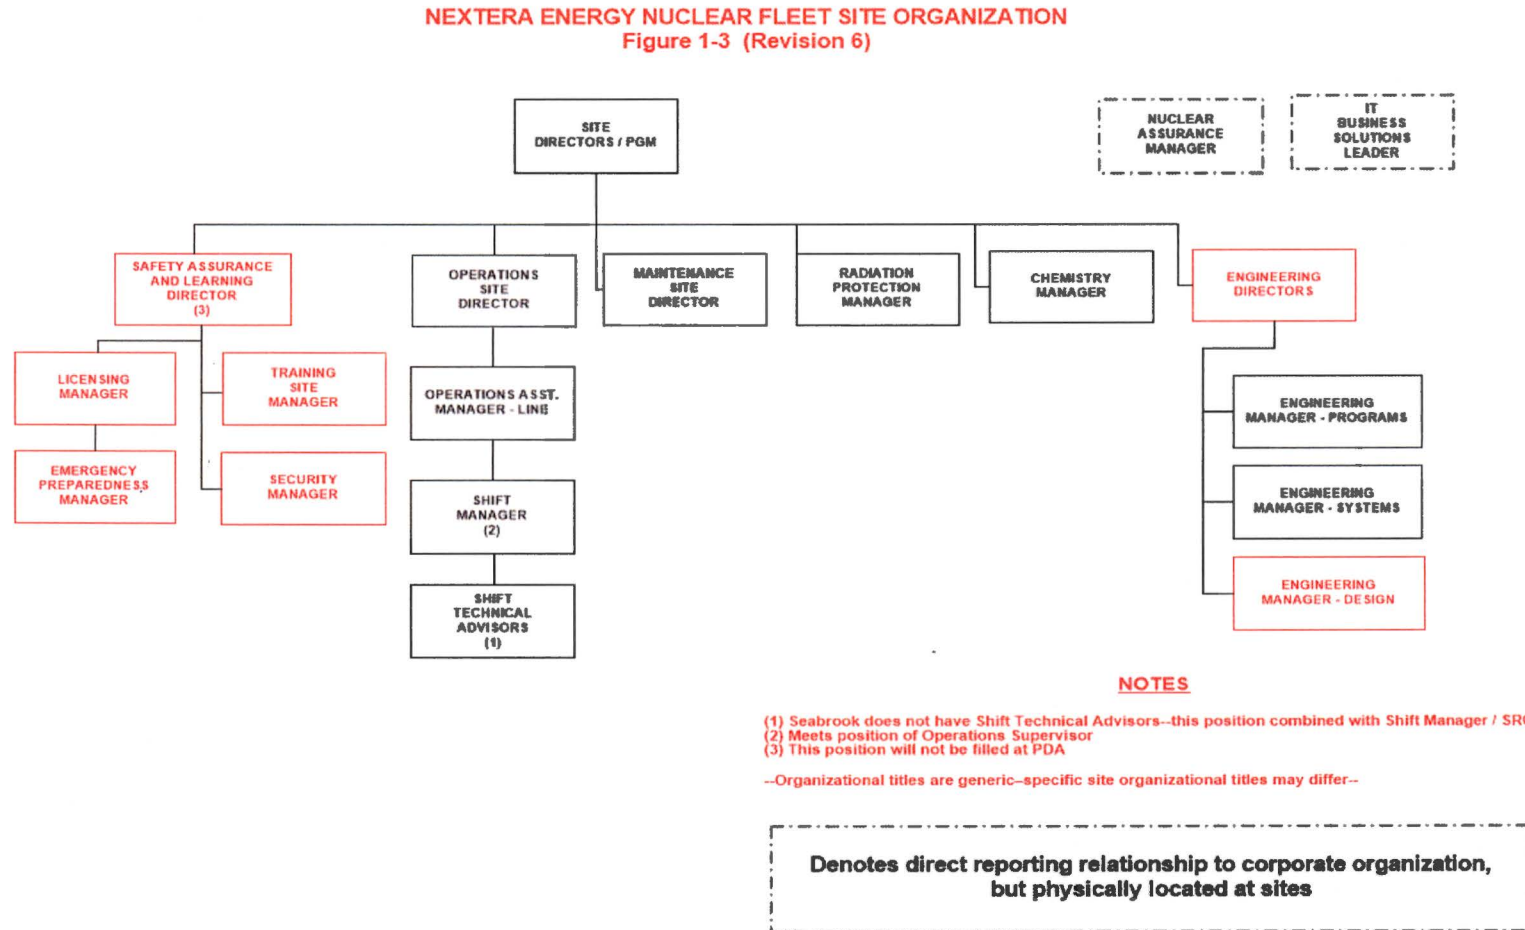 NEXTERA ENERGY NUCLEAR FLEET SITE ORGANIZATION
Figure 1-3 (Revision 6)
SITE
DIRECTORS / PGM
NUCLEAR
ASSURANCE
MANAGER
IT
BUSINESS
SOLUTIONS
LEADER
SAFETY ASSURANCE
AND LEARNING
DIRECTOR
(3)
OPERATIONS
SITE
DIRECTOR
MAINTENANCE
SITE
DIRECTOR
RADIATION
PROTECTION
MANAGER
CHEMISTRY
MANAGER
ENGINEERING
DIRECTORS
LICENSING
MANAGER
TRAINING
SITE
MANAGER
OPERATIONS ASST.
MANAGER - LINE
ENGINEERING
MANAGER - PROGRAMS
EMERGENCY
PREPAREDNESS
MANAGER
SECURITY
MANAGER
SHIFT
MANAGER
(2)
ENGINEERING
MANAGER - SYSTEMS
SHIFT
TECHNICAL
ADVISORS
(1)
ENGINEERING
MANAGER - DESIGN
NOTES
(1) Seabrook does not have Shift Technical Advisors--this position combined with Shift Manager /
(2) Meets position of Operations Supervisor
(3) This position will not be filled at PDA
--Organizational titles are generic--specific site organizational titles may differ--
Denotes direct reporting relationship to corporate organization,
but physically located at sites